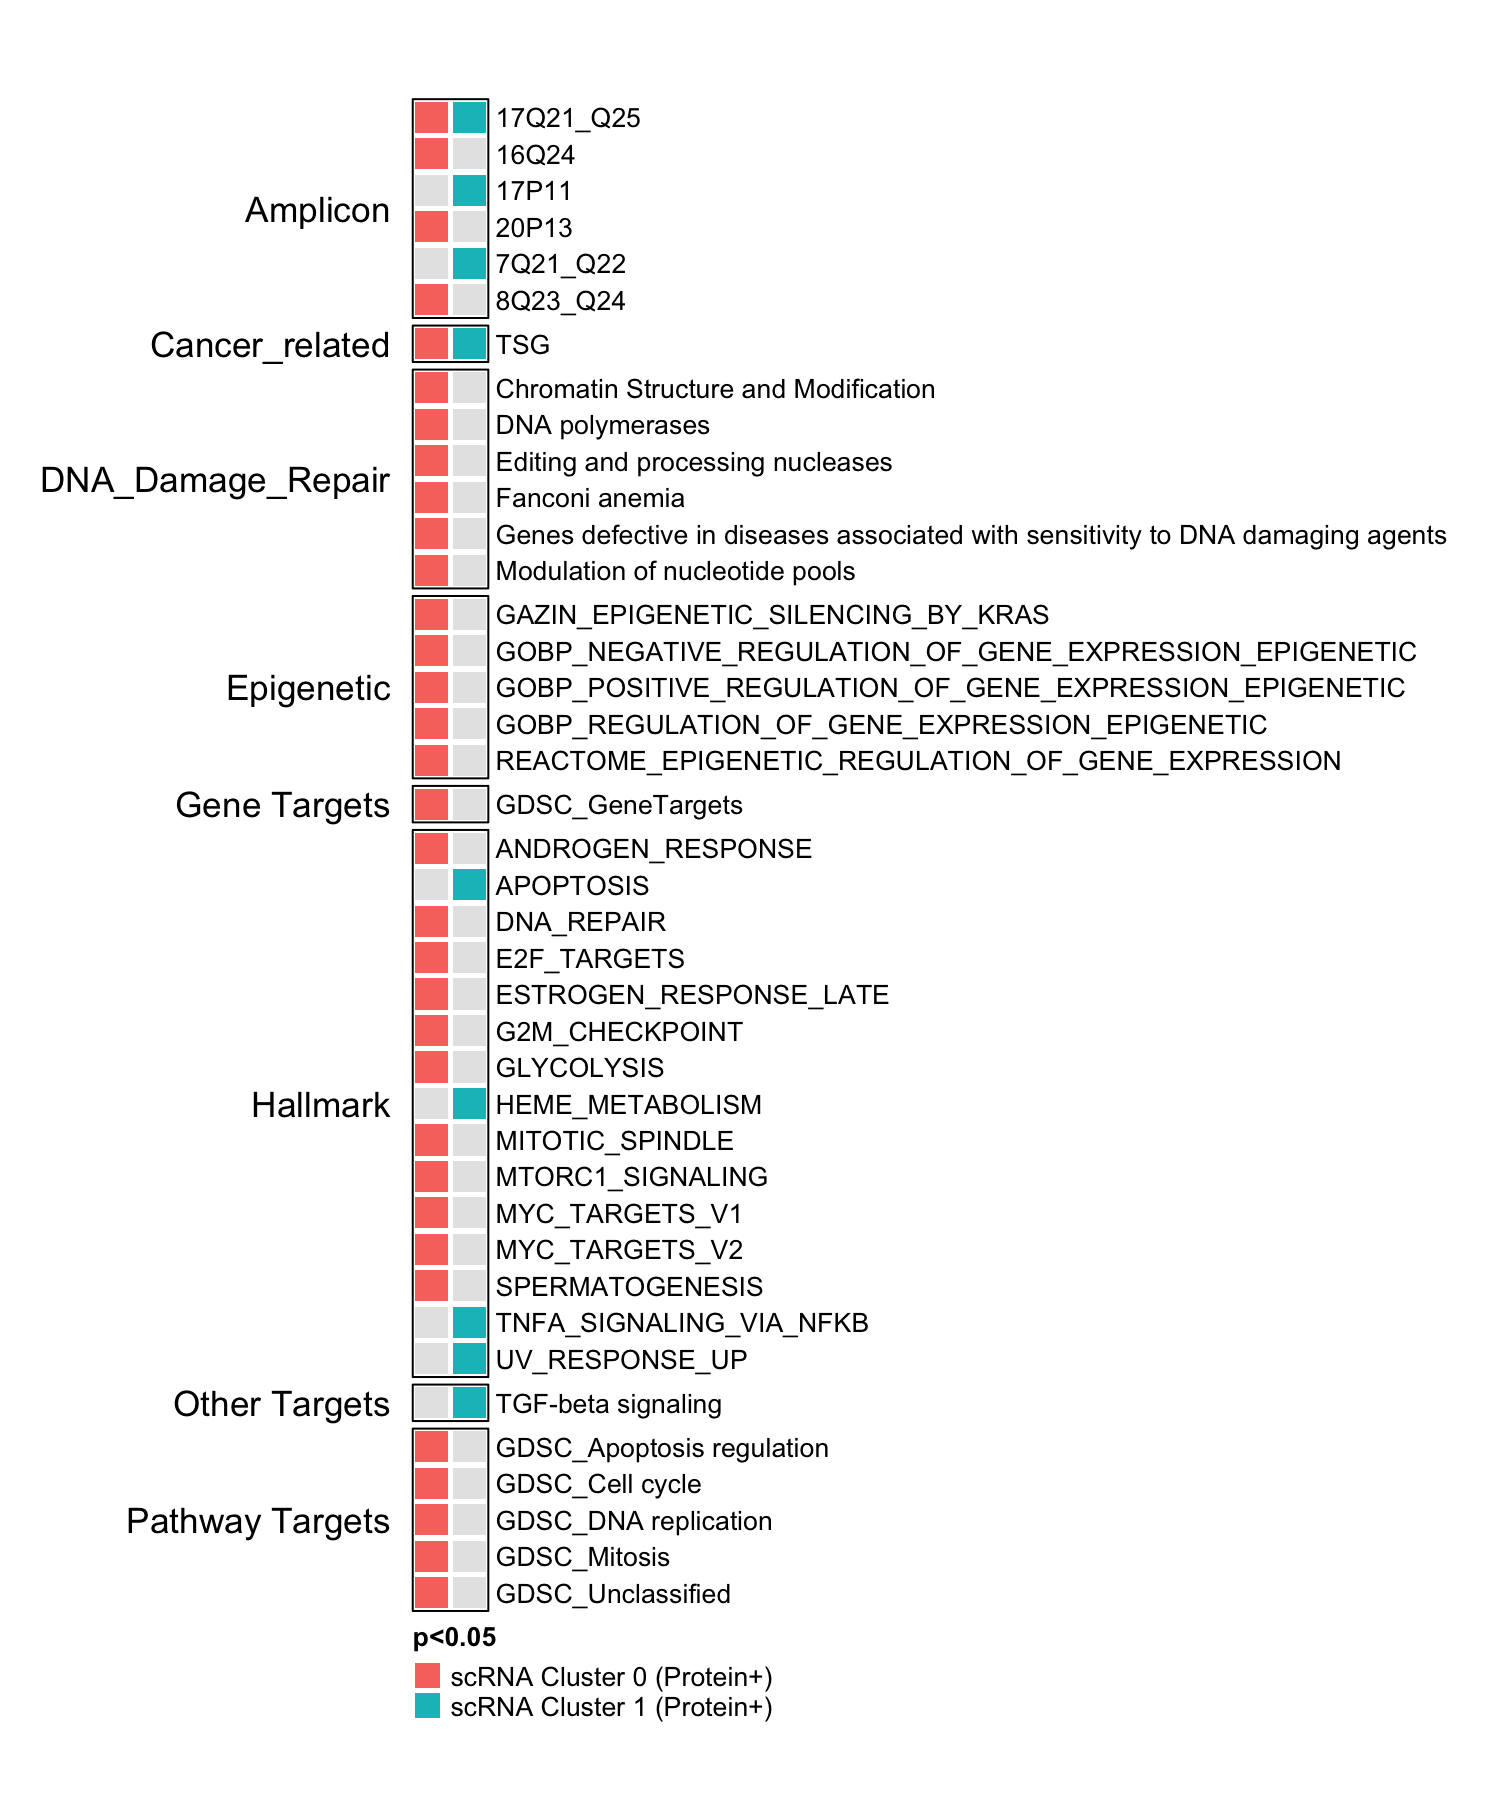 Amplicon
17Q21_Q25
16Q24
17P11
20P13
7Q21_Q22
8Q23_Q24
Cancer_related
TSG
DNA_Damage_Repair
Chromatin Structure and Modification
DNA polymerases
Editing and processing nucleases
Fanconi anemia
Genes defective in diseases associated with sensitivity to DNA damaging agents
Modulation of nucleotide pools
Epigenetic
GAZIN_EPIGENETIC_SILENCING_BY_KRAS
GOBP_NEGATIVE_REGULATION_OF_GENE_EXPRESSION_EPIGENETIC
GOBP_POSITIVE_REGULATION_OF_GENE_EXPRESSION_EPIGENETIC
GOBP_REGULATION_OF_GENE_EXPRESSION_EPIGENETIC
REACTOME_EPIGENETIC_REGULATION_OF_GENE_EXPRESSION
Gene Targets
GDSC_GeneTargets
Hallmark
ANDROGEN_RESPONSE
APOPTOSIS
DNA_REPAIR
E2F_TARGETS
ESTROGEN_RESPONSE_LATE
G2M_CHECKPOINT
GLYCOLYSIS
HEME_METABOLISM
MITOTIC_SPINDLE
MTORC1_SIGNALING
MYC_TARGETS_V1
MYC_TARGETS_V2
SPERMATOGENESIS
TNFA_SIGNALING_VIA_NFKB
UV_RESPONSE_UP
Other Targets
TGF-beta signaling
Pathway Targets
GDSC_Apoptosis regulation
GDSC_Cell cycle
GDSC_DNA replication
GDSC_Mitosis
GDSC_Unclassified
p<0.05
scRNA Cluster 0 (Protein+)
scRNA Cluster 1 (Protein+)